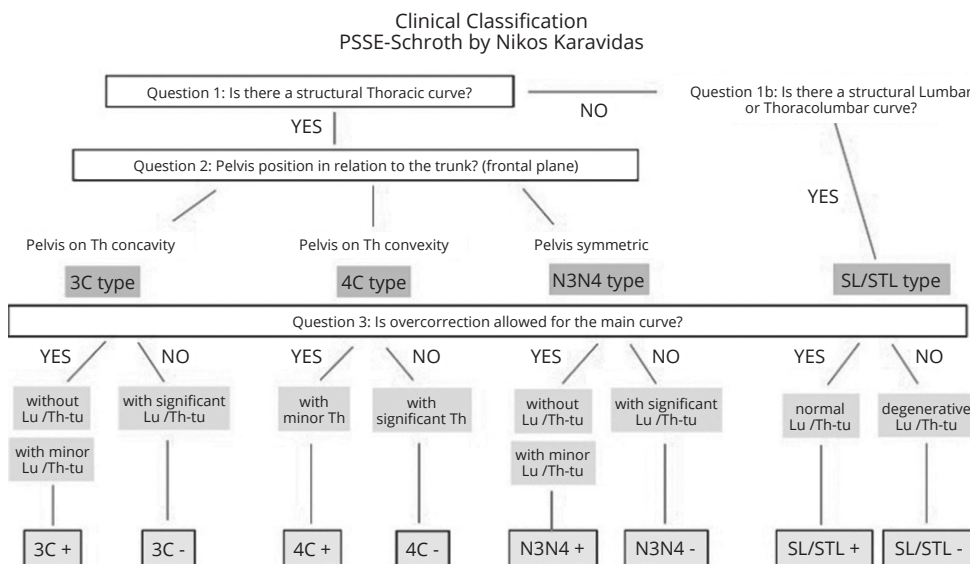 Clinical Classification
PSSE-Schroth by Nikos Karavidas
Question 1: Is there a structural Thoracic curve?
NO
Question 1b: Is there a structural Lumbar
or Thoracolumbar curve?
YES
Question 2: Pelvis position in relation to the trunk? (frontal plane)
YES
Pelvis on Th concavity
Pelvis on Th convexity
Pelvis symmetric
3C type
4C type
N3N4 type
SL/STL type
Question 3: Is overcorrection allowed for the main curve?
YES
NO
YES
NO
YES
NO
YES
NO
without
Lu /Th-tu
with significant
Lu /Th-tu
with
minor Th
with
significant Th
without
Lu /Th-tu
with significant
Lu /Th-tu
normal
Lu /Th-tu
degenerative
Lu /Th-tu
with minor
Lu /Th-tu
with minor
Lu /Th-tu
3C +
3C -
4C +
4C -
N3N4 +
N3N4 -
SL/STL +
SL/STL -